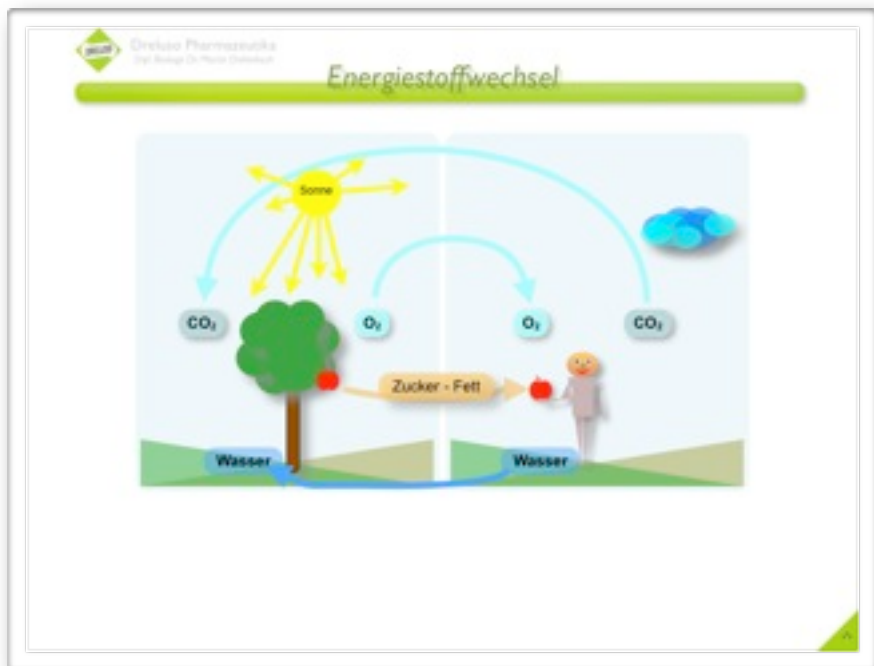 Dreluso Pharmazeutika
Energiestoffwechsel
Sonne
CO₂
O₂
O₂
CO₂
Zucker - Fett
Wasser
Wasser